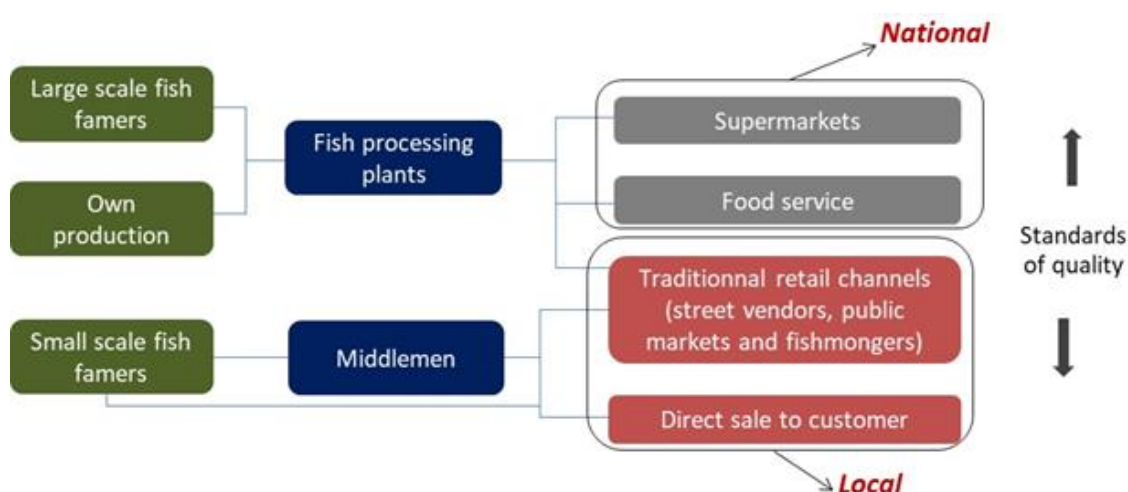 National
Large scale fish
famers
Supermarkets
Fish processing
plants
Own
production
Food service
Standards
of quality
Traditionnal retail channels
(street vendors, public
markets and fishmongers)
Small scale fish
famers
Middlemen
Direct sale to customer
Local